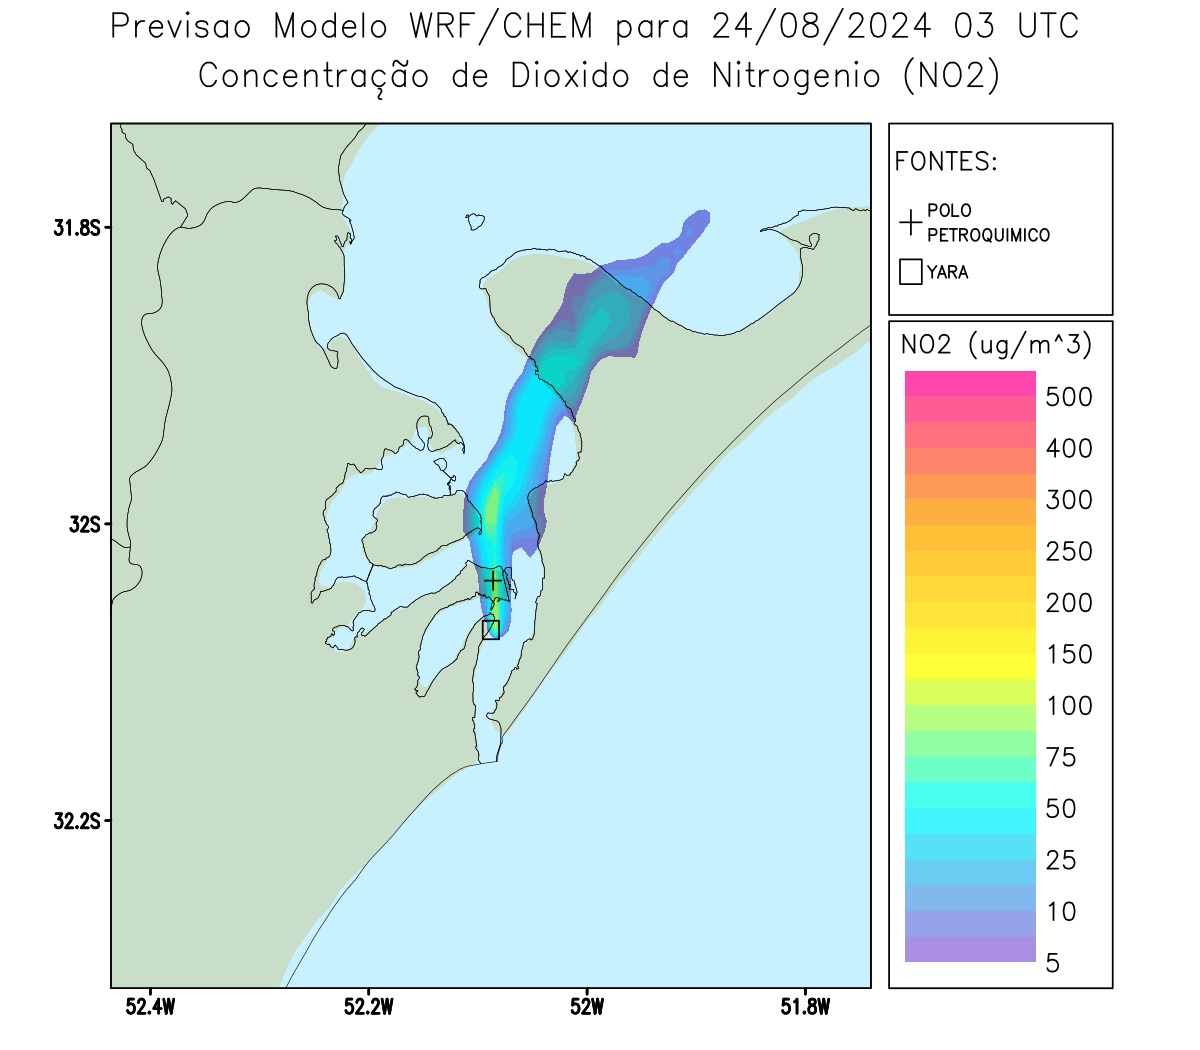 Previsao Modelo WRF/CHEM para 24/08/2024 03 UTC
Concentração de Dioxido de Nitrogenio (NO2)
FONTES:
POLO
PETROQUIMICO
YARA
NO2 (ug/m^3)
500
400
300
250
200
150
100
75
50
25
10
5
31.8S
32S
32.2S
52.4W
52.2W
52W
51.8W